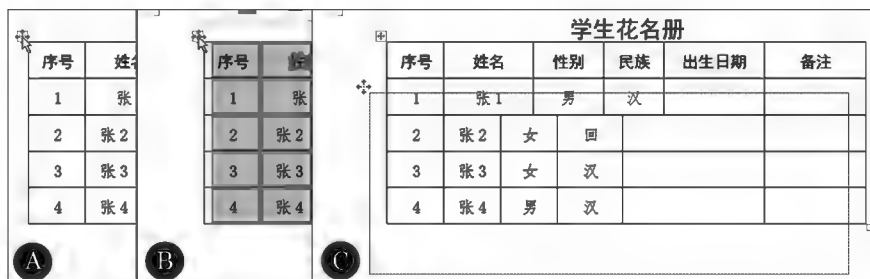 序号 姓
1 张
2 张2
3 张3
4 张4
A
序号
1 张
2 张2
3 张3
4 张4
B
学生花名册
序号 姓名 性别 民族 出生日期 备注
1 张1 男 汉
2 张2 女 回
3 张3 女 汉
4 张4 男 汉
C